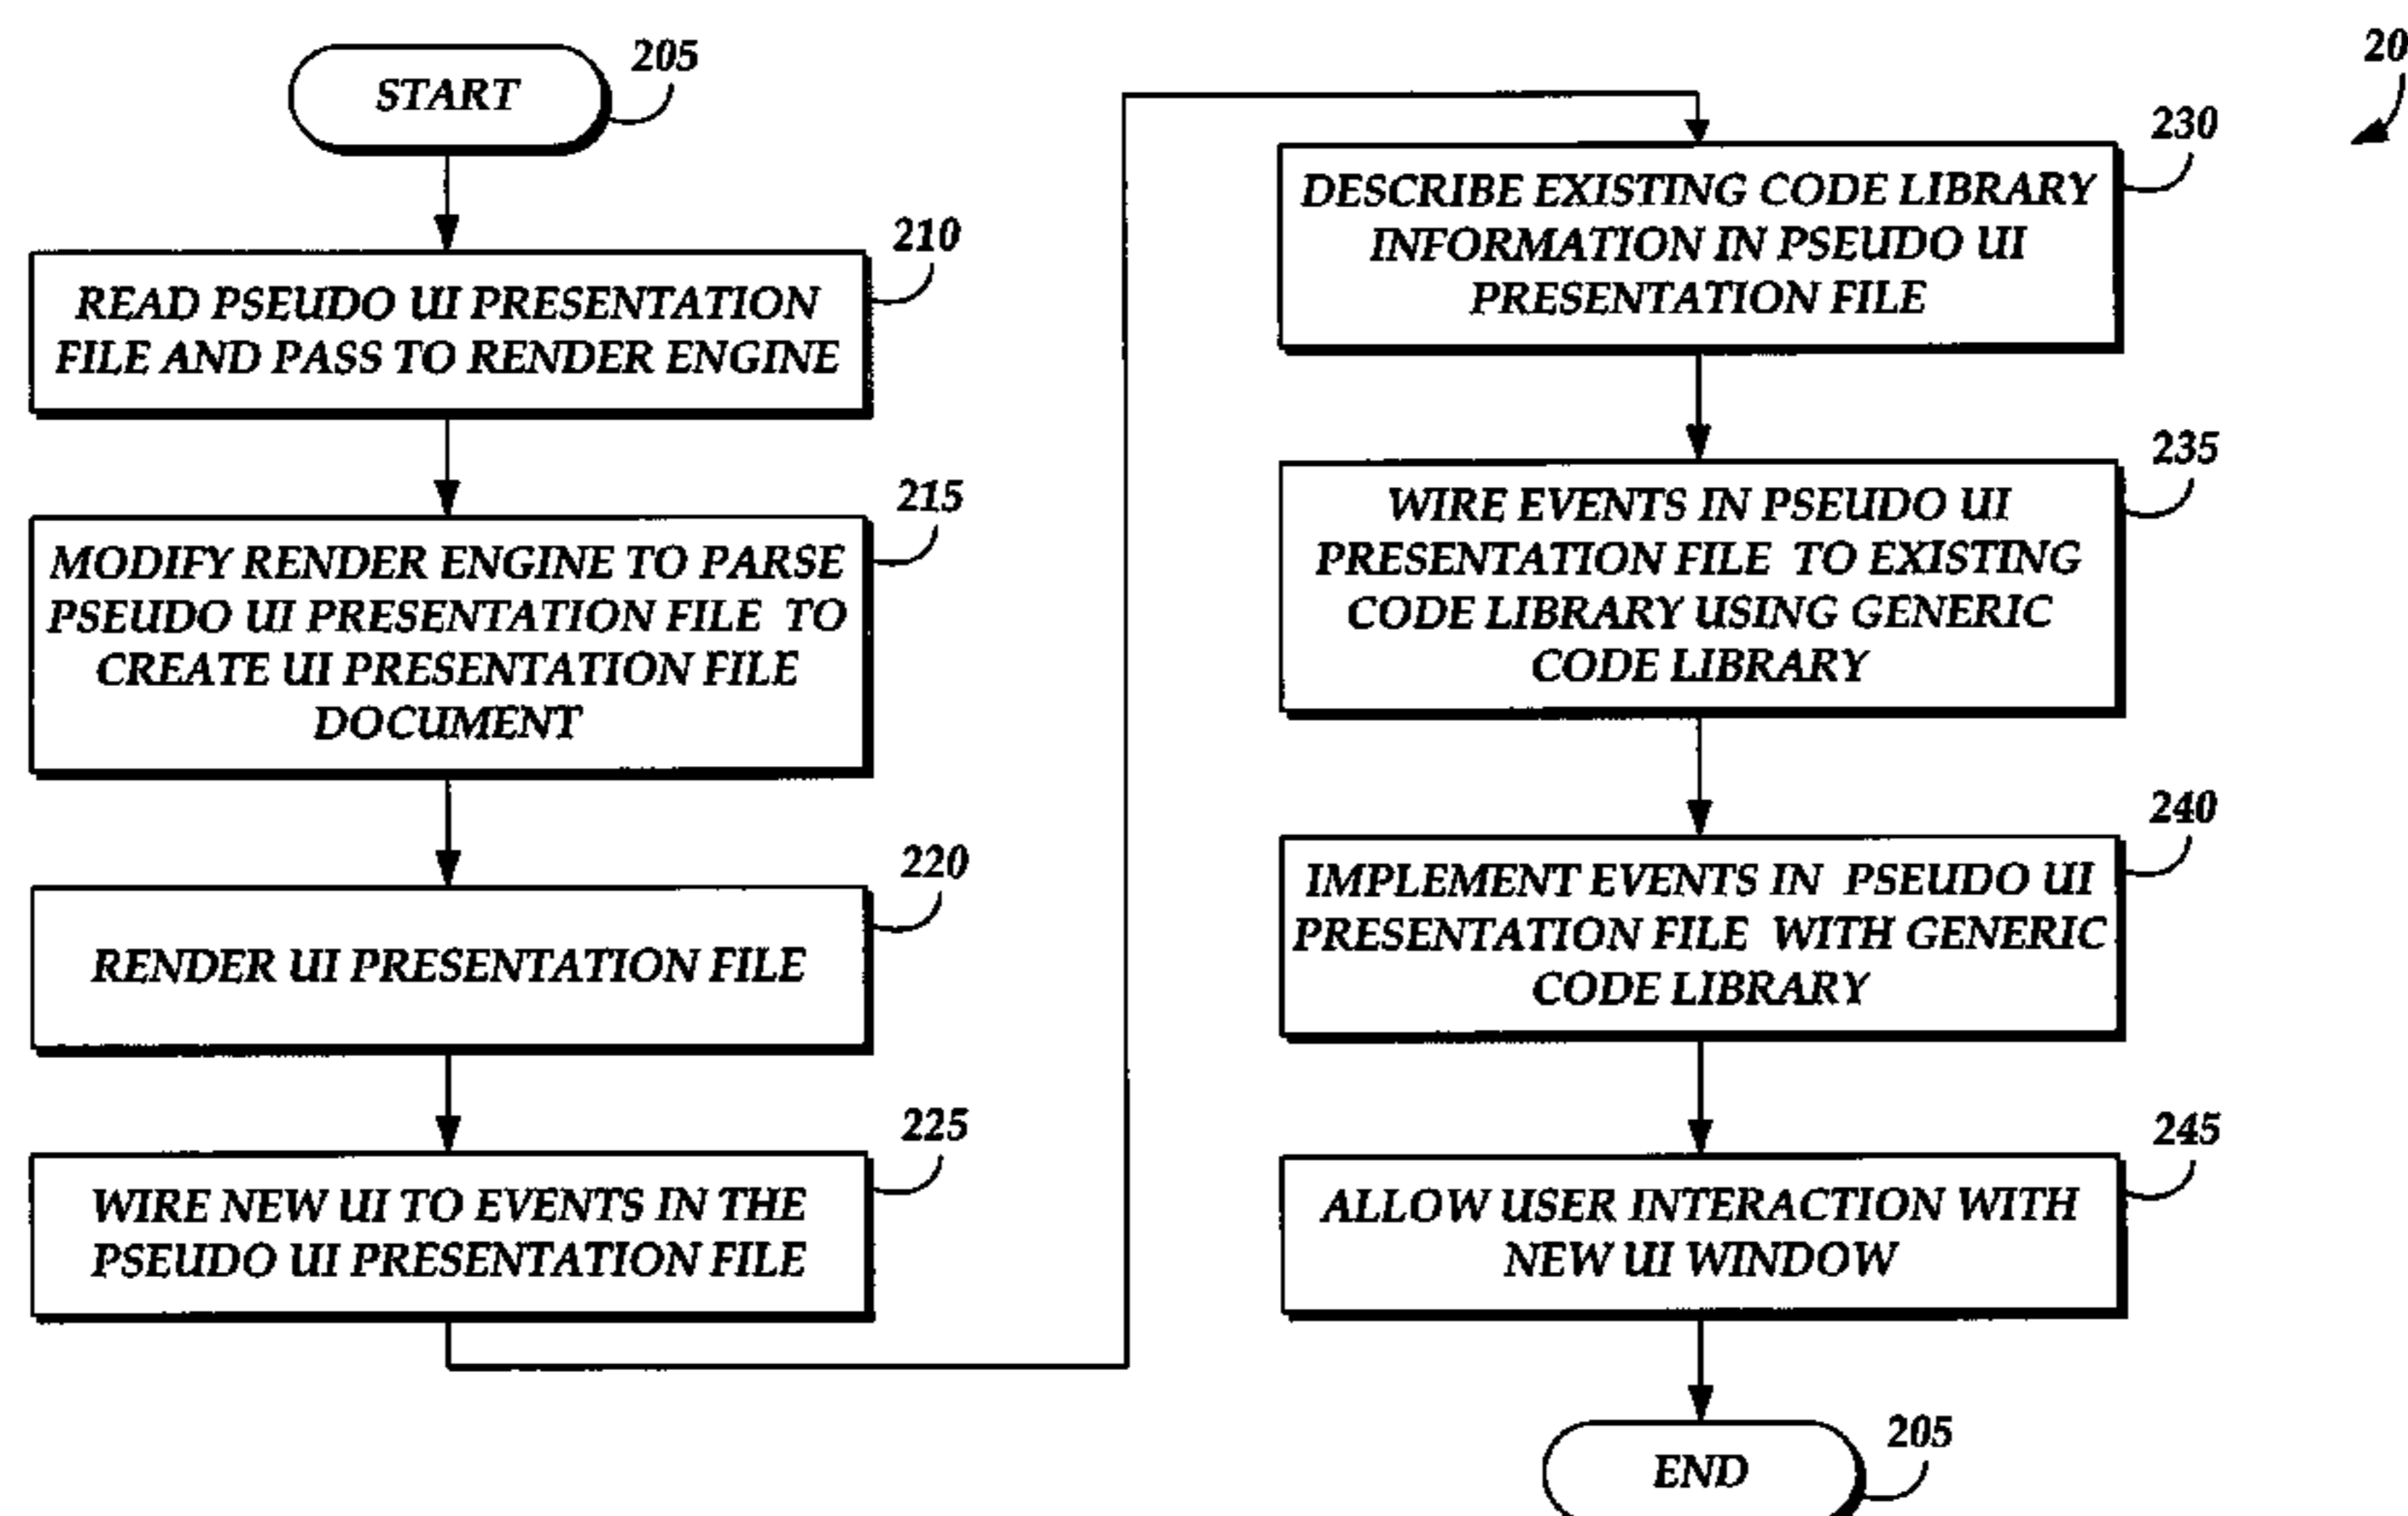 START
205
210
READ PSEUDO UI PRESENTATION
FILE AND PASS TO RENDER ENGINE
215
MODIFY RENDER ENGINE TO PARSE
PSEUDO UI PRESENTATION FILE TO
CREATE UI PRESENTATION FILE
DOCUMENT
220
RENDER UI PRESENTATION FILE
225
WIRE NEW UI TO EVENTS IN THE
PSEUDO UI PRESENTATION FILE
20
230
DESCRIBE EXISTING CODE LIBRARY
INFORMATION IN PSEUDO UI
PRESENTATION FILE
235
WIRE EVENTS IN PSEUDO UI
PRESENTATION FILE TO EXISTING
CODE LIBRARY USING GENERIC
CODE LIBRARY
240
IMPLEMENT EVENTS IN PSEUDO UI
PRESENTATION FILE WITH GENERIC
CODE LIBRARY
245
ALLOW USER INTERACTION WITH
NEW UI WINDOW
205
END